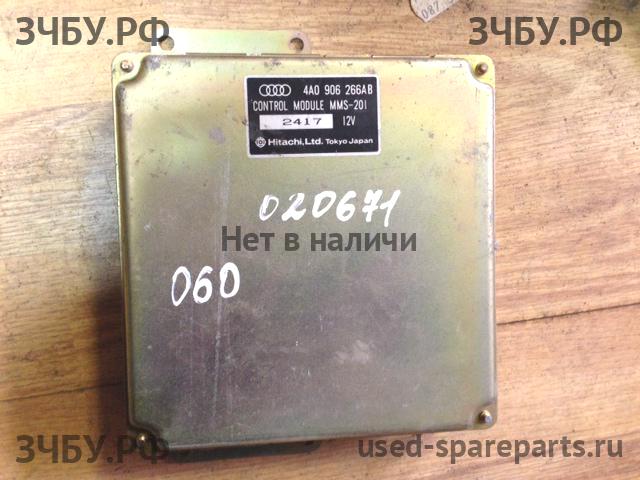 ЗЧБУ.РФ
ЗЧБУ.РФ
087
4A0 906 266AB
CONTROL MODULE MMS-201
2417 12V
Hitachi, Ltd. Tokyo Japan
020671
Нет в наличи
060
ЗЧБУ.РФ
used-spareparts.ru